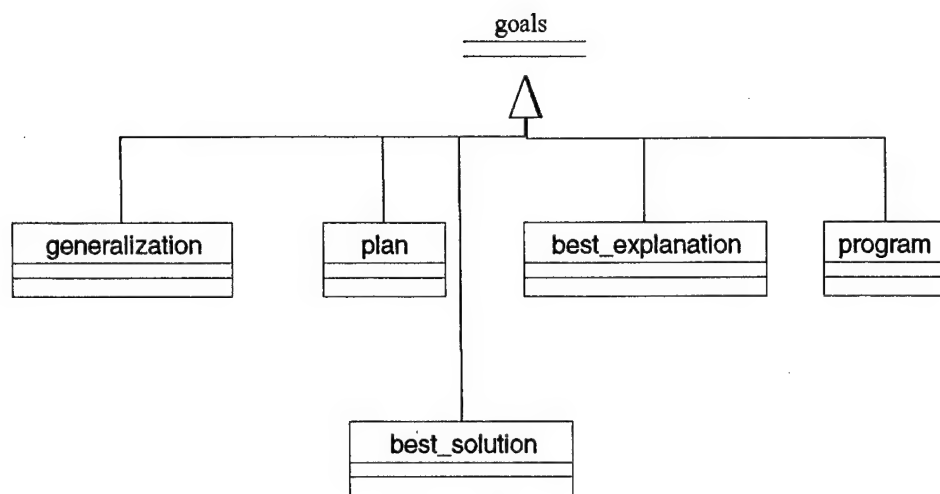 goals
generalization
plan
best_explanation
program
best_solution